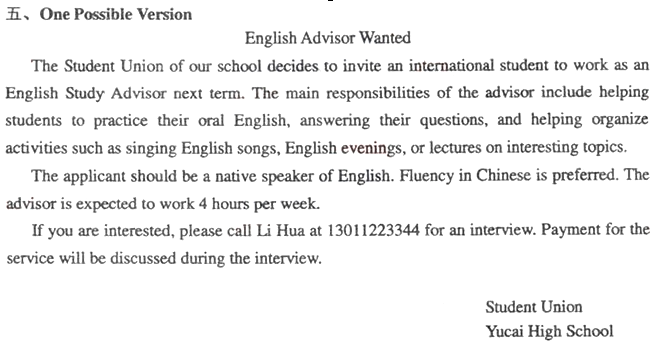 五、One Possible Version
English Advisor Wanted
The Student Union of our school decides to invite an international student to work as an
English Study Advisor next term. The main responsibilities of the advisor include helping
students to practice their oral English, answering their questions, and helping organize
activities such as singing English songs, English evenings, or lectures on interesting topics.
The applicant should be a native speaker of English. Fluency in Chinese is preferred. The
advisor is expected to work 4 hours per week.
If you are interested, please call Li Hua at 13011223344 for an interview. Payment for the
service will be discussed during the interview.
Student Union
Yucai High School